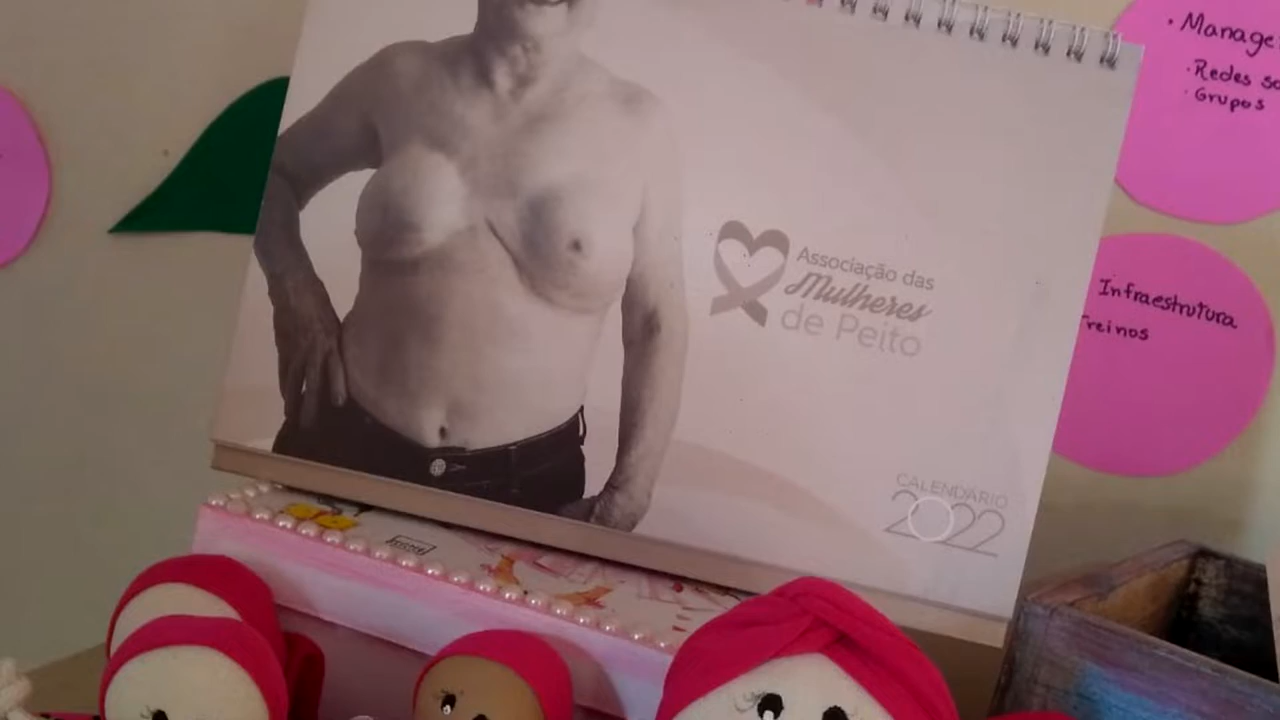 Associação das
Mulheres
de Peito
CALENDÁRIO
2022
· Manage
· Redes so
· Grupos
Infraestrutura
Treinos